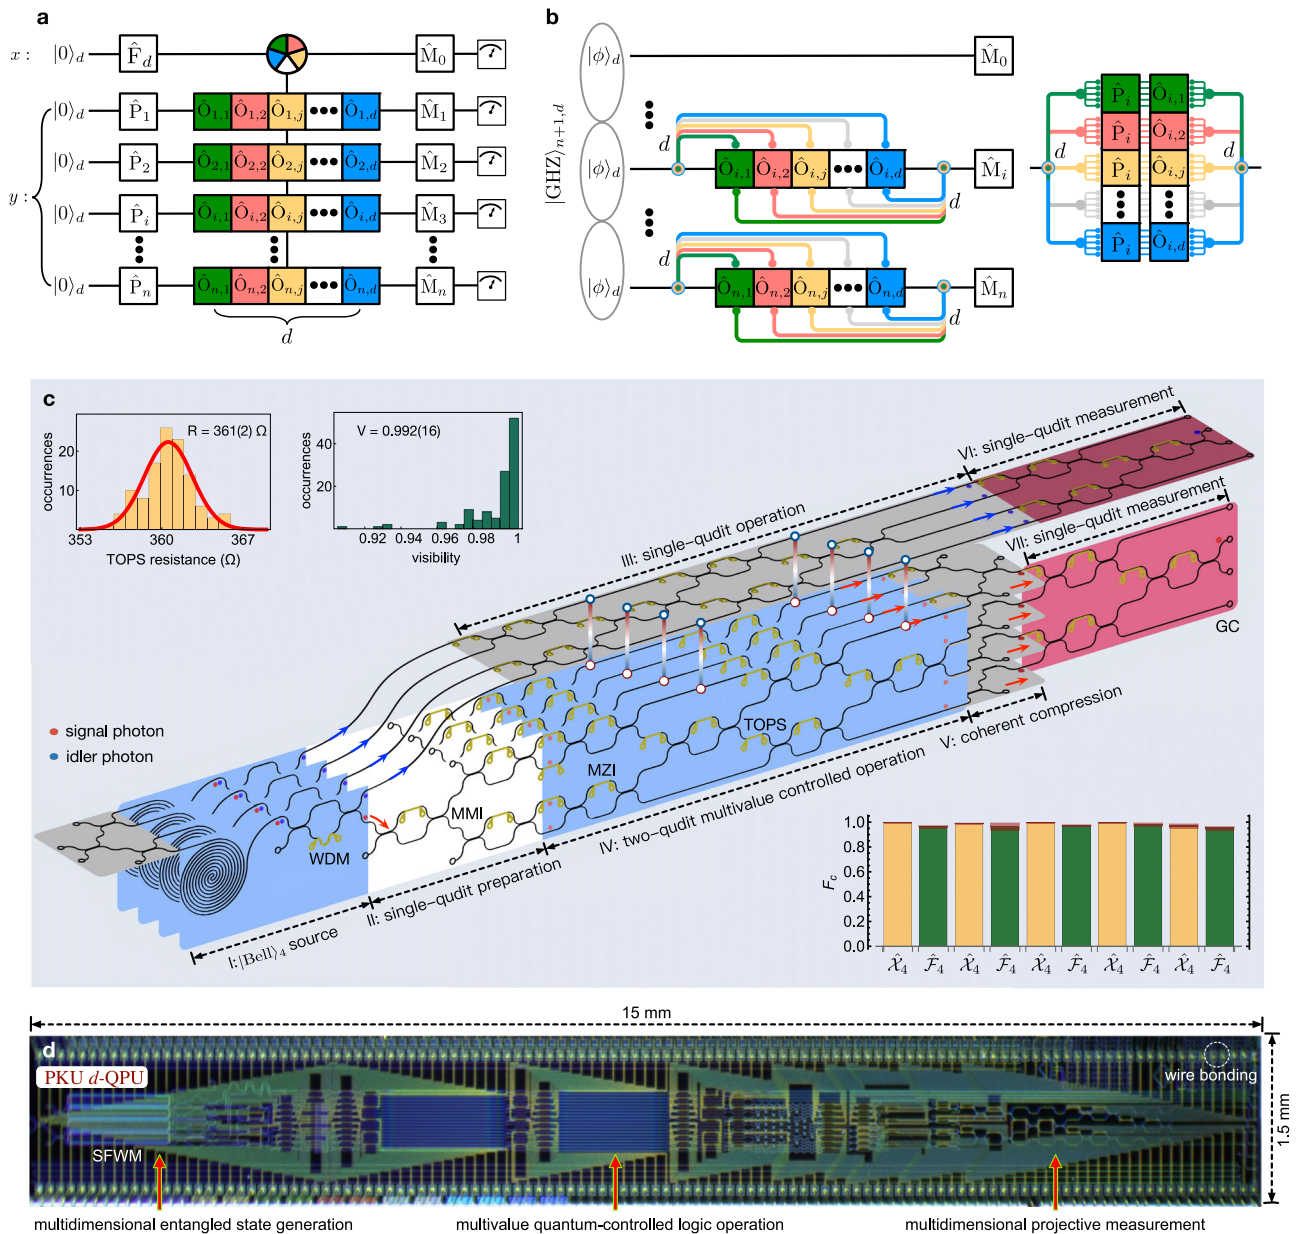 a
x : |0⟩d F̂d M̂0
|0⟩d P̂1 Ô1,1 Ô1,2 Ô1,j Ô1,d M̂1
|0⟩d P̂2 Ô2,1 Ô2,2 Ô2,j Ô2,d M̂2
y : |0⟩d P̂i Ôi,1 Ôi,2 Ôi,j Ôi,d M̂3
|0⟩d P̂n Ôn,1 Ôn,2 Ôn,j Ôn,d M̂n
d
b
|GHZ⟩n+1,d
|ϕ⟩d M̂0
d
|ϕ⟩d Ôi,1 Ôi,2 Ôi,j Ôi,d M̂i
d
d
|ϕ⟩d Ôn,1 Ôn,2 Ôn,j Ôn,d M̂n
d
P̂i Ôi,1
P̂i Ôi,2
d d
P̂i Ôi,j
P̂i Ôi,d
c
occurrences
20
10
R = 361(2) Ω
353 360 367
TOPS resistance (Ω)
occurrences
40
20
V = 0.992(16)
0.92 0.94 0.96 0.98 1
visibility
VI: single-qudit measurement
VII: single-qudit measurement
III: single-qudit operation
GC
signal photon
idler photon
TOPS
MZI
MMI
WDM
V: coherent compression
IV: two-qudit multivalue controlled operation
II: single-qudit preparation
I:|Bell⟩4 source
Fc
1.0
0.8
0.6
0.4
0.2
0.0
X̂4 F̂4 X̂4 F̂4 X̂4 F̂4 X̂4 F̂4 X̂4 F̂4
15 mm
d
PKU d-QPU
wire bonding
1.5 mm
SFWM
multidimensional entangled state generation
multivalue quantum-controlled logic operation
multidimensional projective measurement